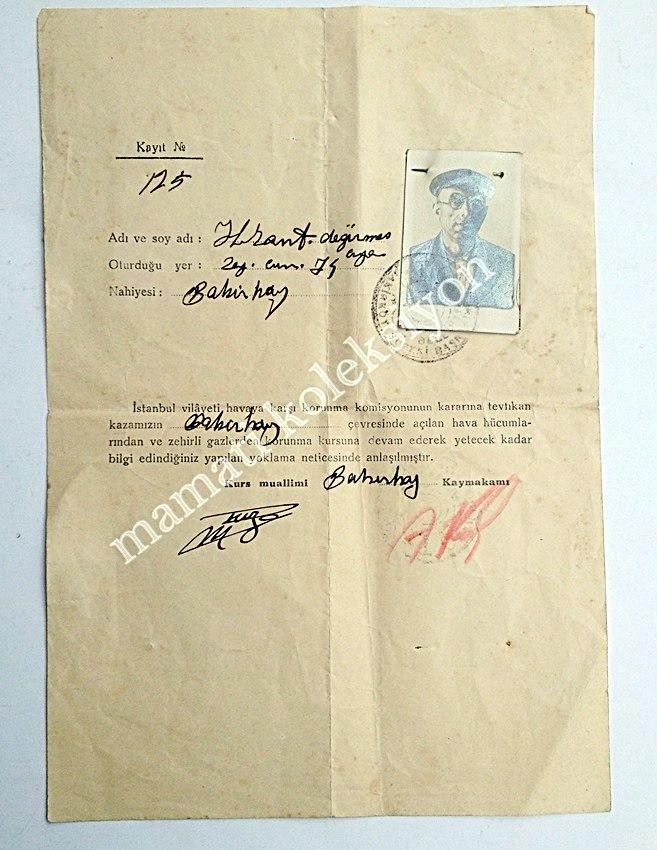 Kayıt №
125
Adı ve soy adı : Hrant değirmen
Oturduğu yer :
Nahiyesi : Bakırköy
İstanbul vilâyeti havaya karşı korunma komisyonunun kararına tevfikan
kazamızın Bakırköy çevresinde açılan hava hücumla-
rından ve zehirli gazlerden korunma kursuna devam ederek yetecek kadar
bilgi edindiğiniz yapılan yoklama neticesinde anlaşılmıştır.
Kurs muallimi Bakırköy Kaymakamı
mamatikoleksiyon